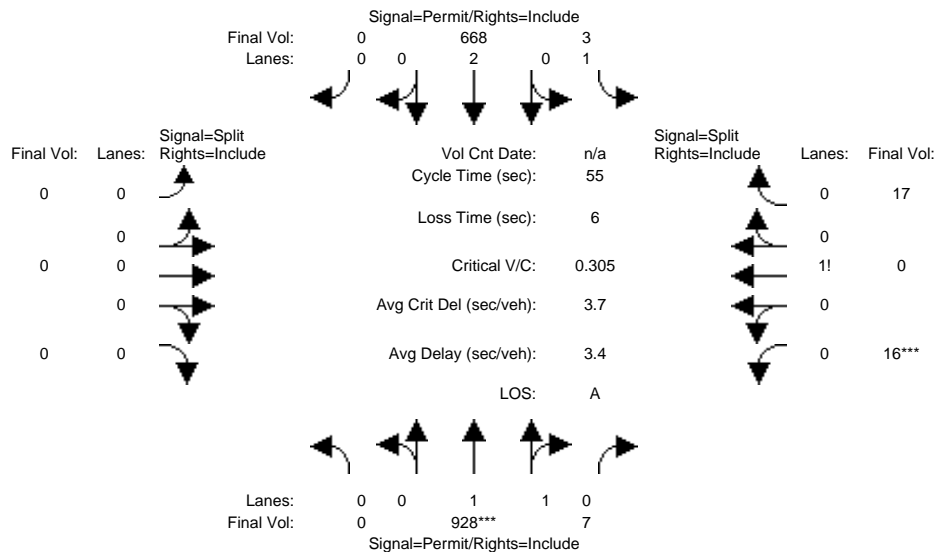 Signal=Permit/Rights=Include
Final Vol: 0 668 3
Lanes: 0 0 2 0 1
Signal=Split
Final Vol: Lanes: Rights=Include
Vol Cnt Date: n/a
Signal=Split
Rights=Include Lanes: Final Vol:
Cycle Time (sec): 55
0 0
0 17
Loss Time (sec): 6
0
0
0 0
Critical V/C: 0.305
1! 0
0
Avg Crit Del (sec/veh): 3.7
0
0 0
Avg Delay (sec/veh): 3.4
0 16***
LOS: A
Lanes: 0 0 1 1 0
Final Vol: 0 928*** 7
Signal=Permit/Rights=Include